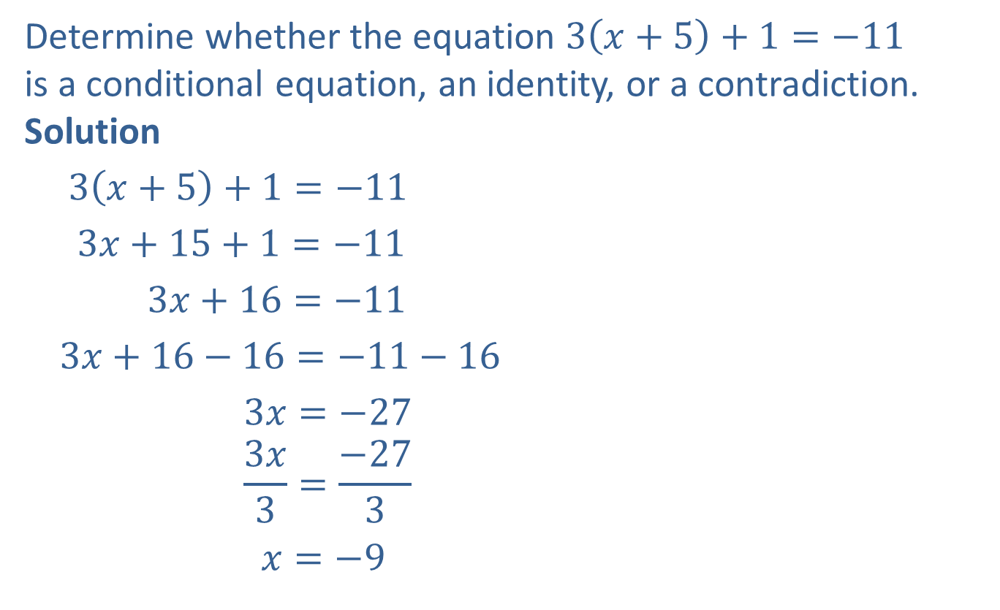 Determine whether the equation 3(x + 5) + 1 = −11
is a conditional equation, an identity, or a contradiction.
Solution
3(x + 5) + 1 = −11
3x + 15 + 1 = −11
3x + 16 = −11
3x + 16 − 16 = −11 − 16
3x = −27
3x/3 = −27/3
x = −9